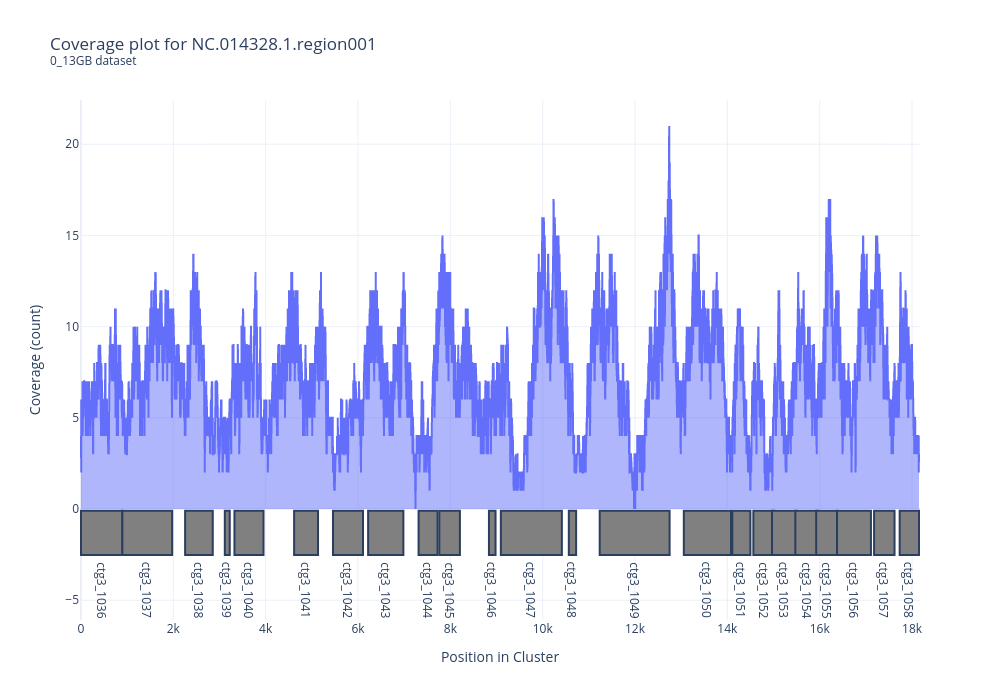 Coverage plot for NC.014328.1.region001
0_13GB dataset
Coverage (count)
20
15
10
5
0
−5
ctg3_1036
ctg3_1037
ctg3_1038
ctg3_1039
ctg3_1040
ctg3_1041
ctg3_1042
ctg3_1043
ctg3_1044
ctg3_1045
ctg3_1046
ctg3_1047
ctg3_1048
ctg3_1049
ctg3_1050
ctg3_1051
ctg3_1052
ctg3_1053
ctg3_1054
ctg3_1055
ctg3_1056
ctg3_1057
ctg3_1058
0 2k 4k 6k 8k 10k 12k 14k 16k 18k
Position in Cluster